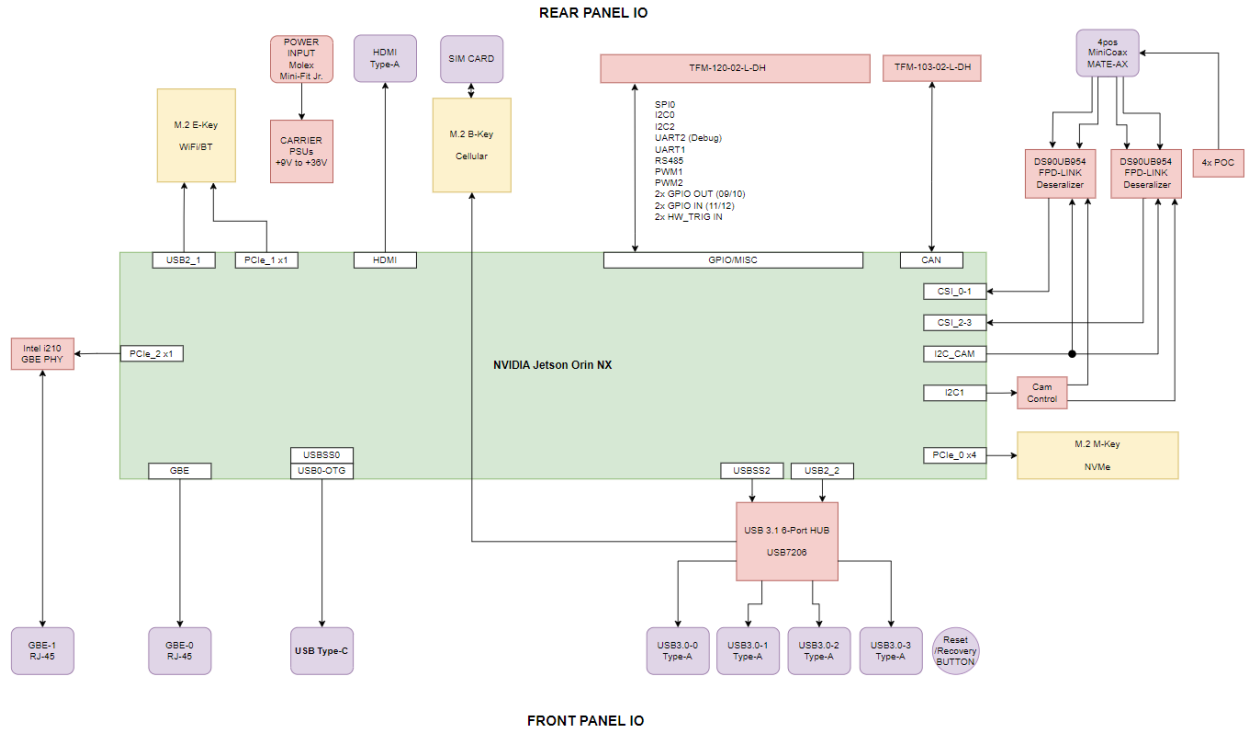 REAR PANEL IO
POWER
INPUT
Molex
Mini-Fit Jr.
HDMI
Type-A
SIM CARD
TFM-120-02-L-DH
TFM-103-02-L-DH
4pos
MiniCoax
MATE-AX
M.2 E-Key
WiFi/BT
CARRIER
PSUs
+9V to +36V
M.2 B-Key
Cellular
SPI0
I2C0
I2C2
UART2 (Debug)
UART1
RS485
PWM1
PWM2
2x GPIO OUT (09/10)
2x GPIO IN (11/12)
2x HW_TRIG IN
DS90UB954
FPD-LINK
Deseralizer
DS90UB954
FPD-LINK
Deseralizer
4x POC
USB2_1
PCIe_1 x1
HDMI
GPIO/MISC
CAN
CSI_0-1
CSI_2-3
I2C_CAM
I2C1
PCIe_0 x4
Intel i210
GBE PHY
PCIe_2 x1
NVIDIA Jetson Orin NX
Cam
Control
M.2 M-Key
NVMe
GBE
USBSS0
USB0-OTG
USBSS2
USB2_2
USB 3.1 6-Port HUB
USB7206
GBE-1
RJ-45
GBE-0
RJ-45
USB Type-C
USB3.0-0
Type-A
USB3.0-1
Type-A
USB3.0-2
Type-A
USB3.0-3
Type-A
Reset
/Recovery
BUTTON
FRONT PANEL IO